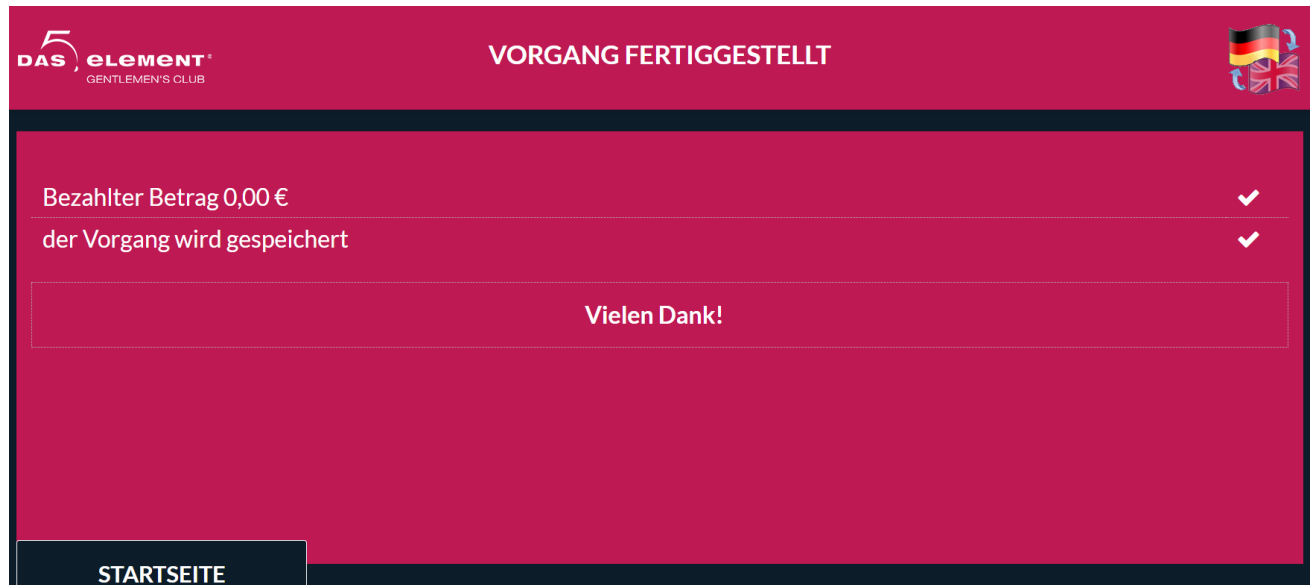 DAS 5 element®
GENTLEMEN'S CLUB
VORGANG FERTIGGESTELLT
Bezahlter Betrag 0,00 €
der Vorgang wird gespeichert
Vielen Dank!
STARTSEITE